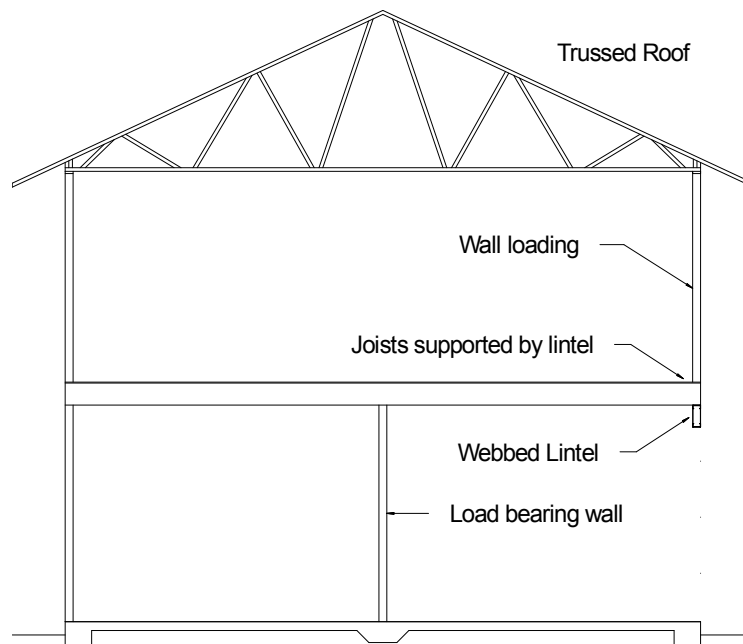 Trussed Roof
Wall loading
Joists supported by lintel
Webbed Lintel
Load bearing wall